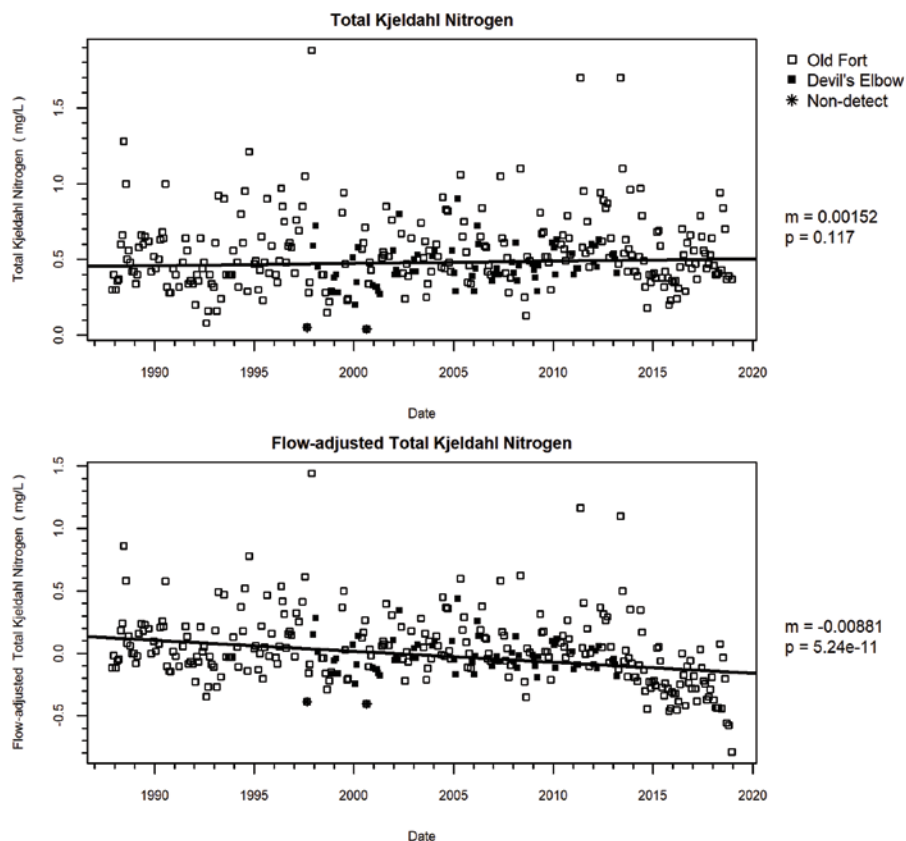 Total Kjeldahl Nitrogen
Total Kjeldahl Nitrogen ( mg/L )
1.5
1.0
0.5
0.0
1990 1995 2000 2005 2010 2015 2020
Date
Old Fort
Devil's Elbow
Non-detect
m = 0.00152
p = 0.117
Flow-adjusted Total Kjeldahl Nitrogen
Flow-adjusted Total Kjeldahl Nitrogen ( mg/L )
1.5
1.0
0.5
0.0
-0.5
1990 1995 2000 2005 2010 2015 2020
Date
m = -0.00881
p = 5.24e-11